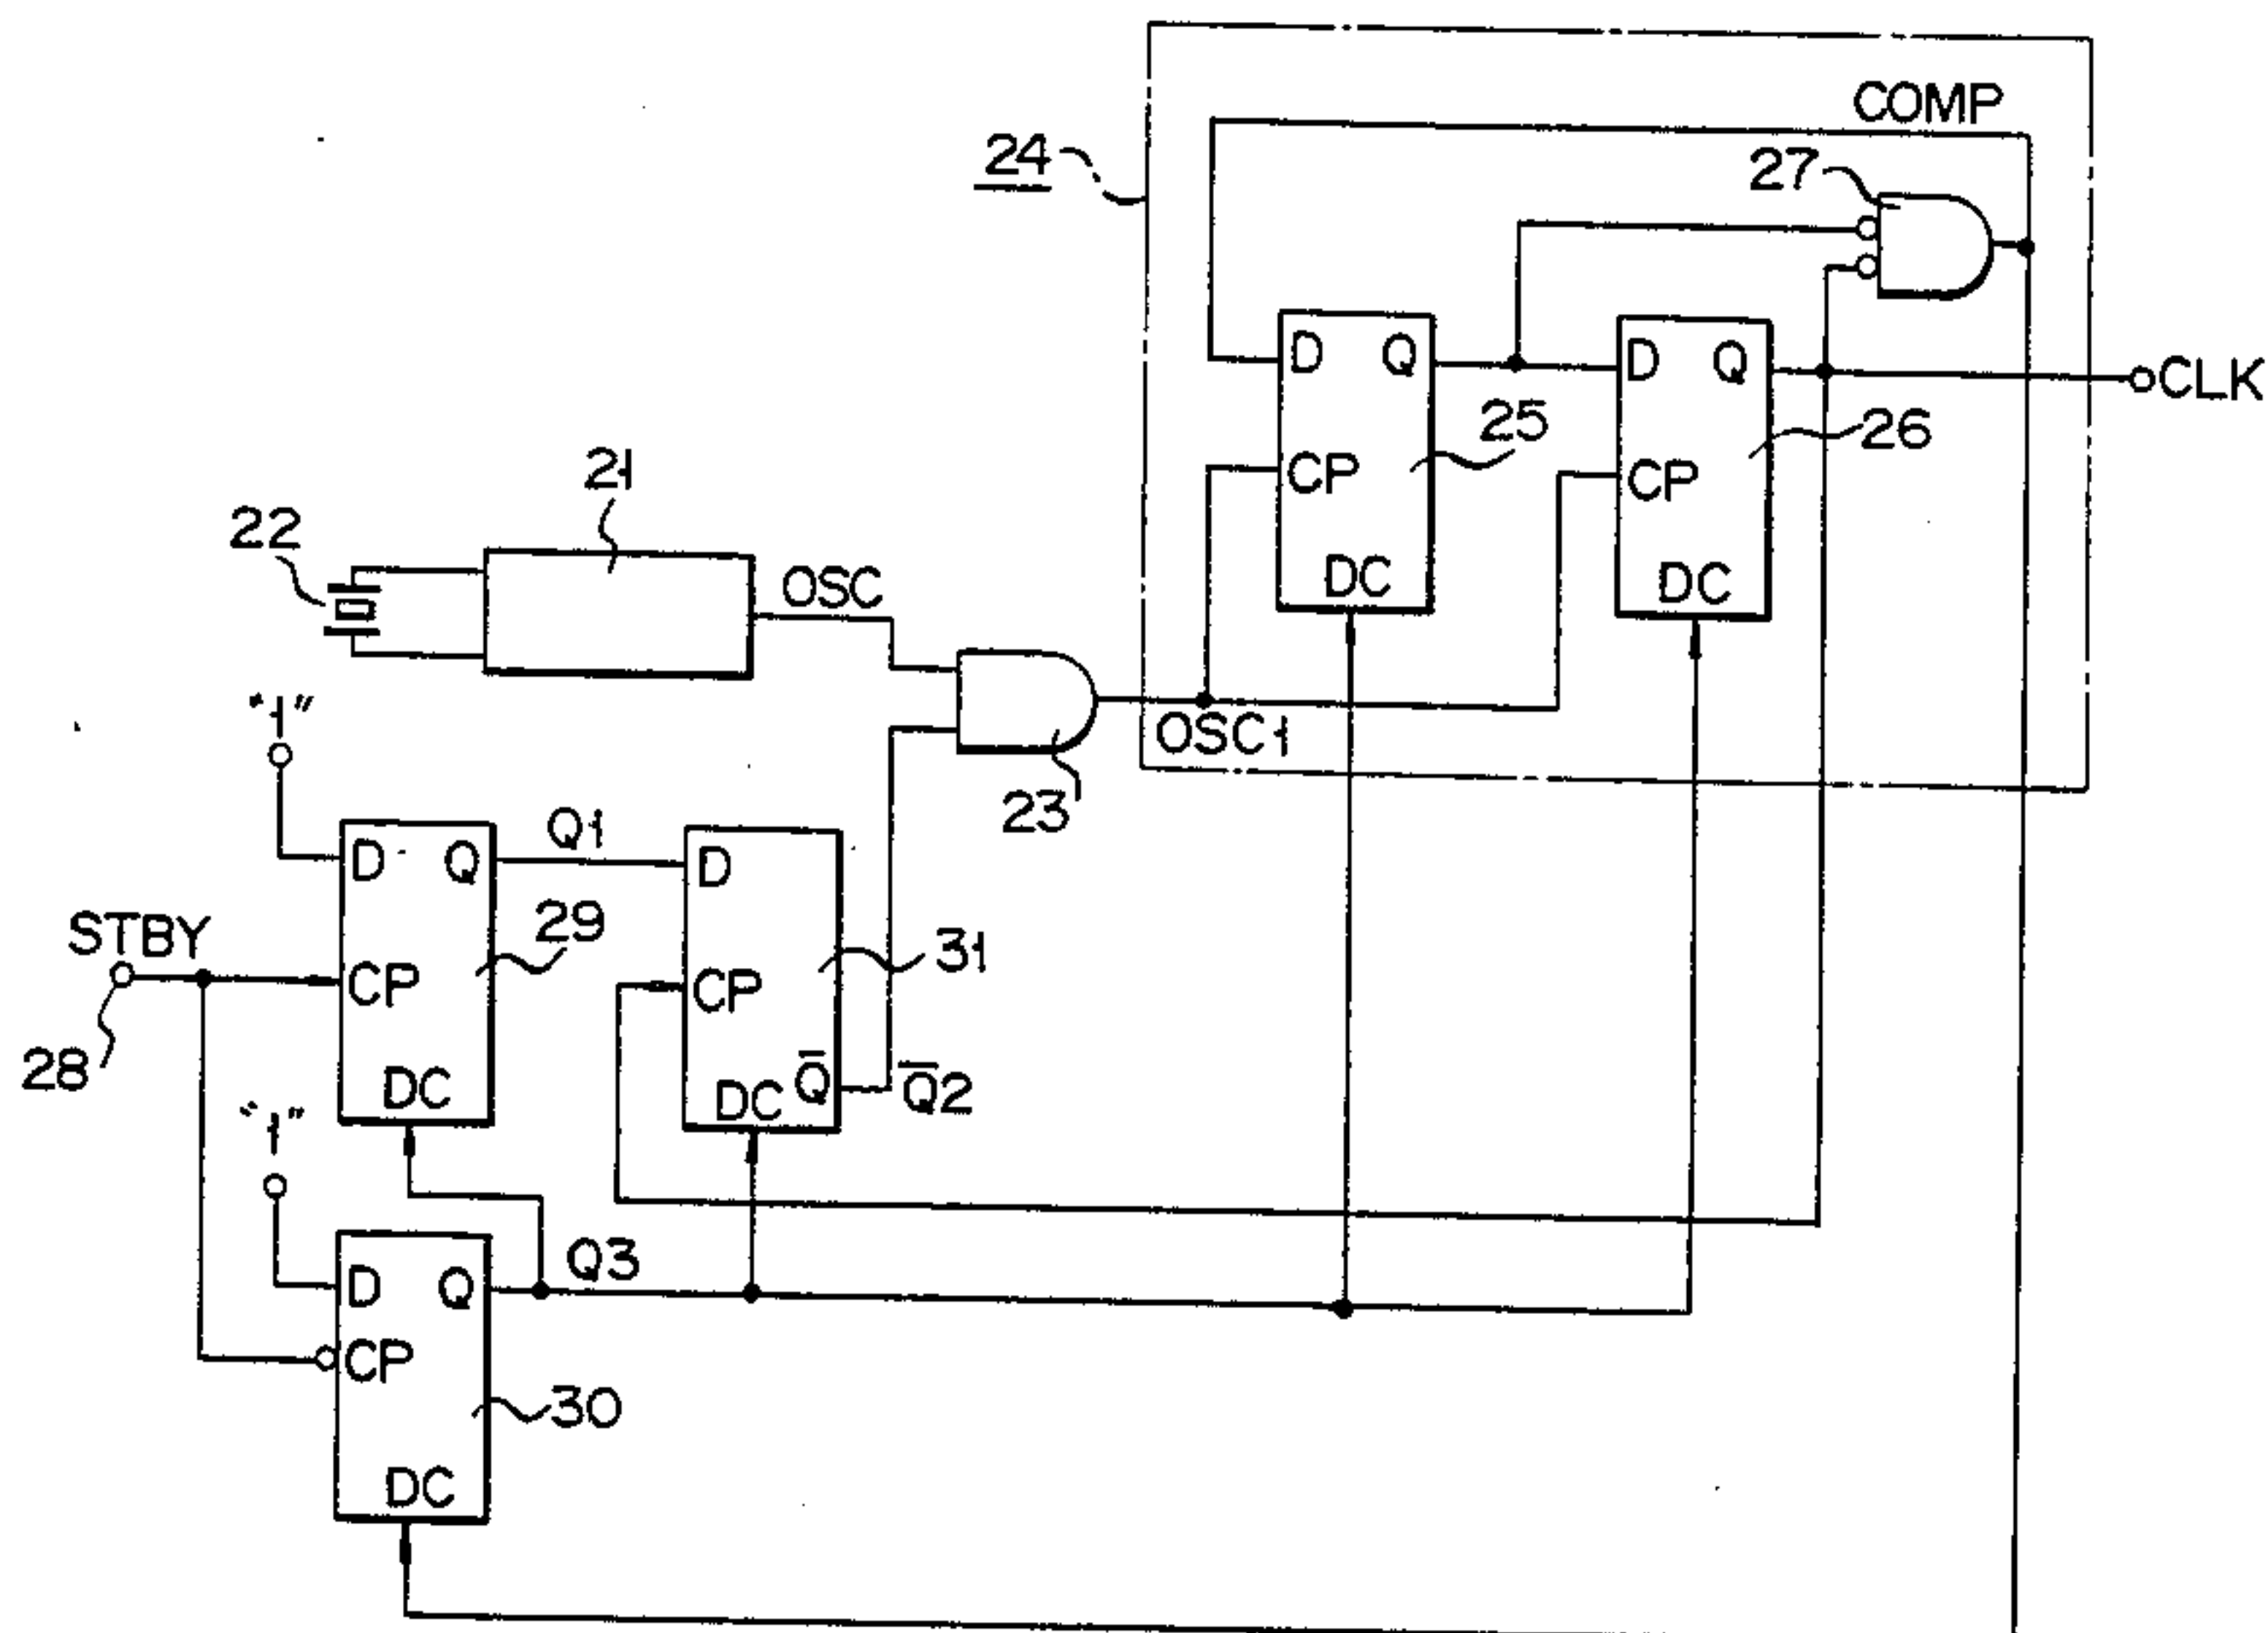 COMP
24
27
D Q
D Q
CLK
25
26
CP
CP
21
22
DC
DC
OSC
"1"
OSC1
23
Q1
D Q
D
STBY
29
31
CP
CP
28
DC
DC Q̅
Q̅2
"1"
Q3
D Q
CP
30
DC